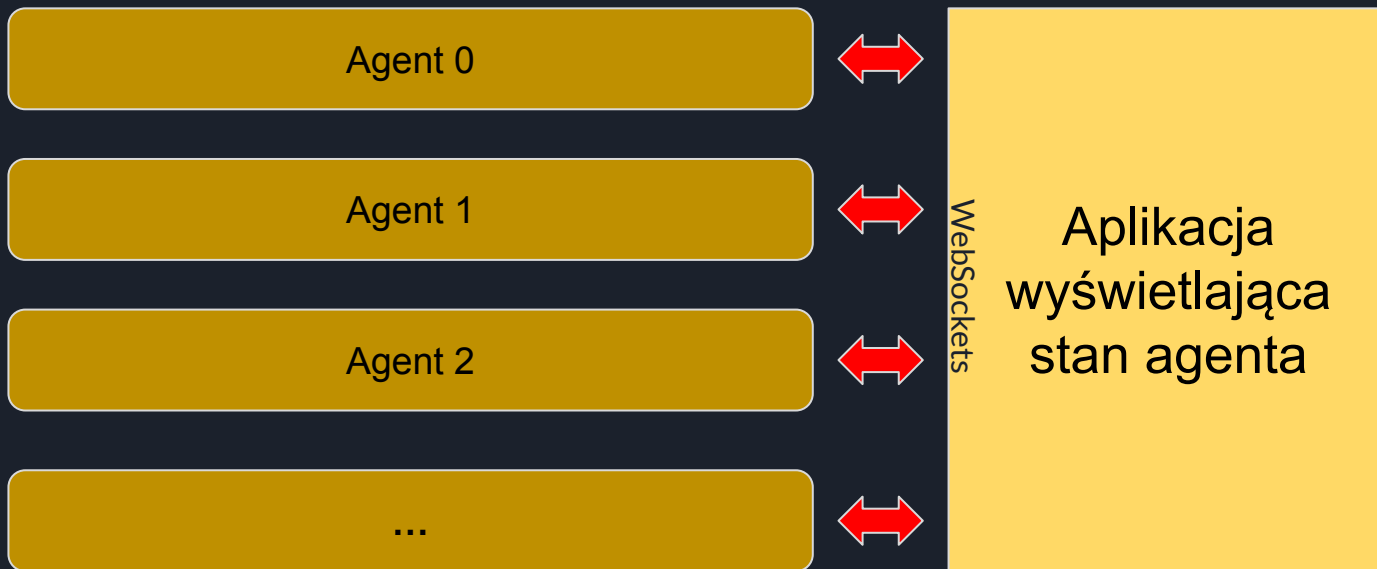 Agent 0
Agent 1
Agent 2
...
WebSockets
Aplikacja
wyświetlająca
stan agenta